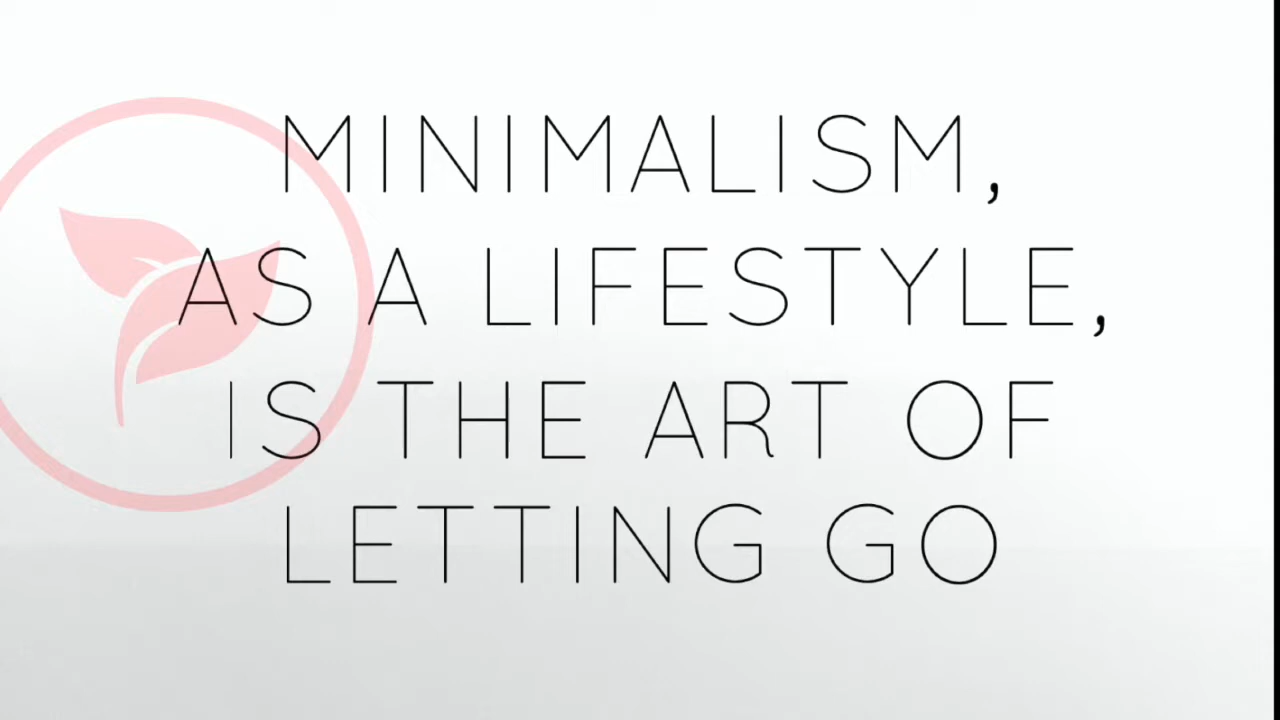 MINIMALISM,
AS A LIFESTYLE,
IS THE ART OF
LETTING GO